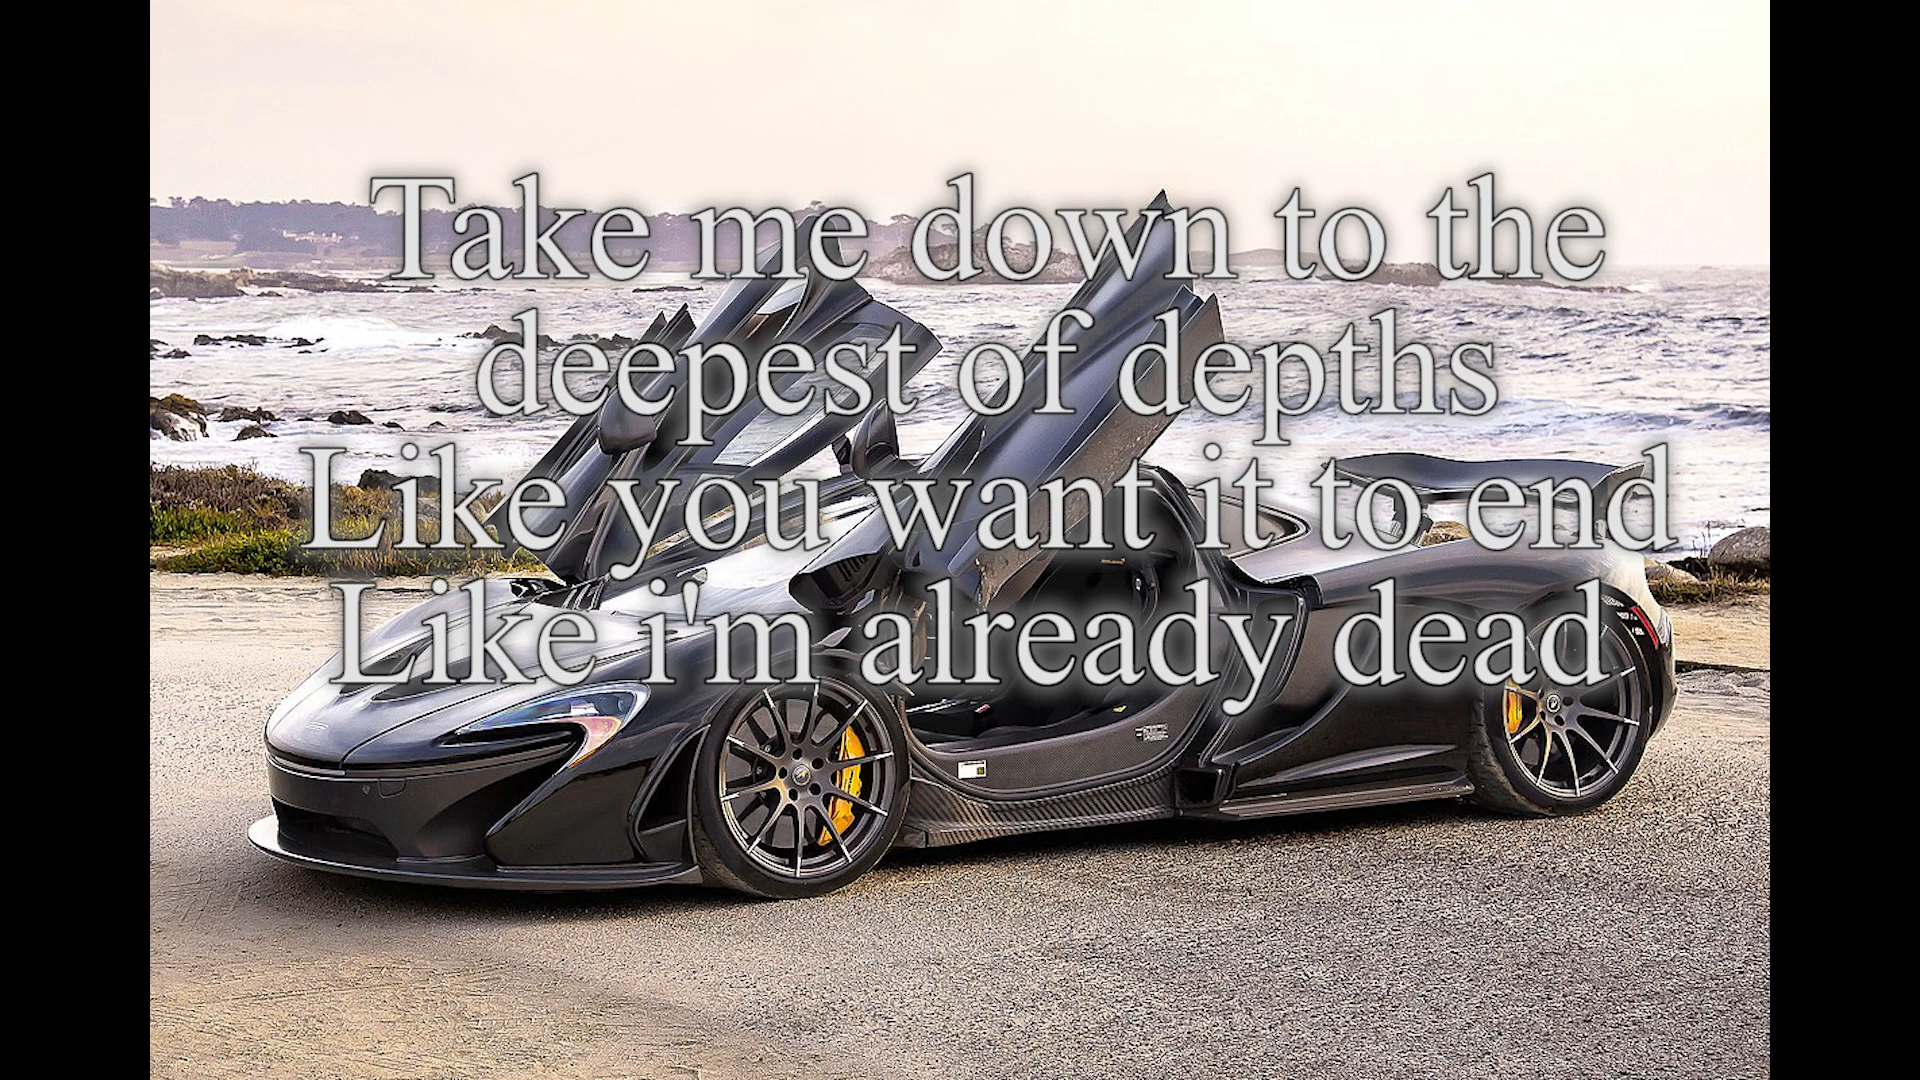 Take me down to the
deepest of depths
Like you want it to end
Like i'm already dead